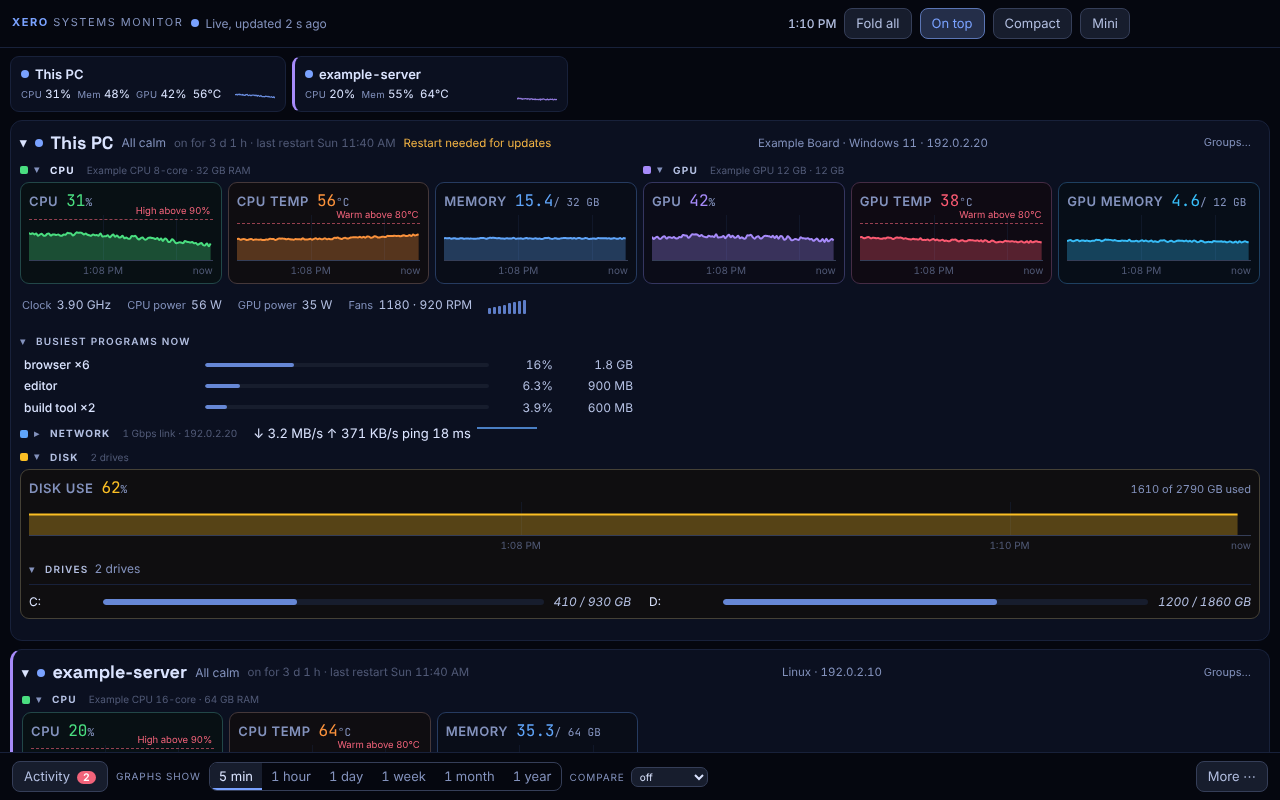 XERO SYSTEMS MONITOR Live, updated 2 s ago 1:10 PM Fold all On top Compact Mini
This PC
CPU 31% Mem 48% GPU 42% 56°C
example-server
CPU 20% Mem 55% 64°C
This PC All calm on for 3 d 1 h · last restart Sun 11:40 AM Restart needed for updates Example Board · Windows 11 · 192.0.2.20 Groups...
CPU Example CPU 8-core · 32 GB RAM
GPU Example GPU 12 GB · 12 GB
CPU 31%
High above 90%
1:08 PM now
CPU TEMP 56°C
Warm above 80°C
1:08 PM now
MEMORY 15.4/ 32 GB
1:08 PM now
GPU 42%
1:08 PM now
GPU TEMP 38°C
Warm above 80°C
1:08 PM now
GPU MEMORY 4.6/ 12 GB
1:08 PM now
Clock 3.90 GHz CPU power 56 W GPU power 35 W Fans 1180 · 920 RPM
BUSIEST PROGRAMS NOW
browser ×6 16% 1.8 GB
editor 6.3% 900 MB
build tool ×2 3.9% 600 MB
NETWORK 1 Gbps link · 192.0.2.20 ↓ 3.2 MB/s ↑ 371 KB/s ping 18 ms
DISK 2 drives
DISK USE 62% 1610 of 2790 GB used
1:08 PM 1:10 PM now
DRIVES 2 drives
C: 410 / 930 GB D: 1200 / 1860 GB
example-server All calm on for 3 d 1 h · last restart Sun 11:40 AM Linux · 192.0.2.10 Groups...
CPU Example CPU 16-core · 64 GB RAM
CPU 20%
High above 90%
CPU TEMP 64°C
Warm above 80°C
MEMORY 35.3/ 64 GB
Activity 2 GRAPHS SHOW 5 min 1 hour 1 day 1 week 1 month 1 year COMPARE off More ···